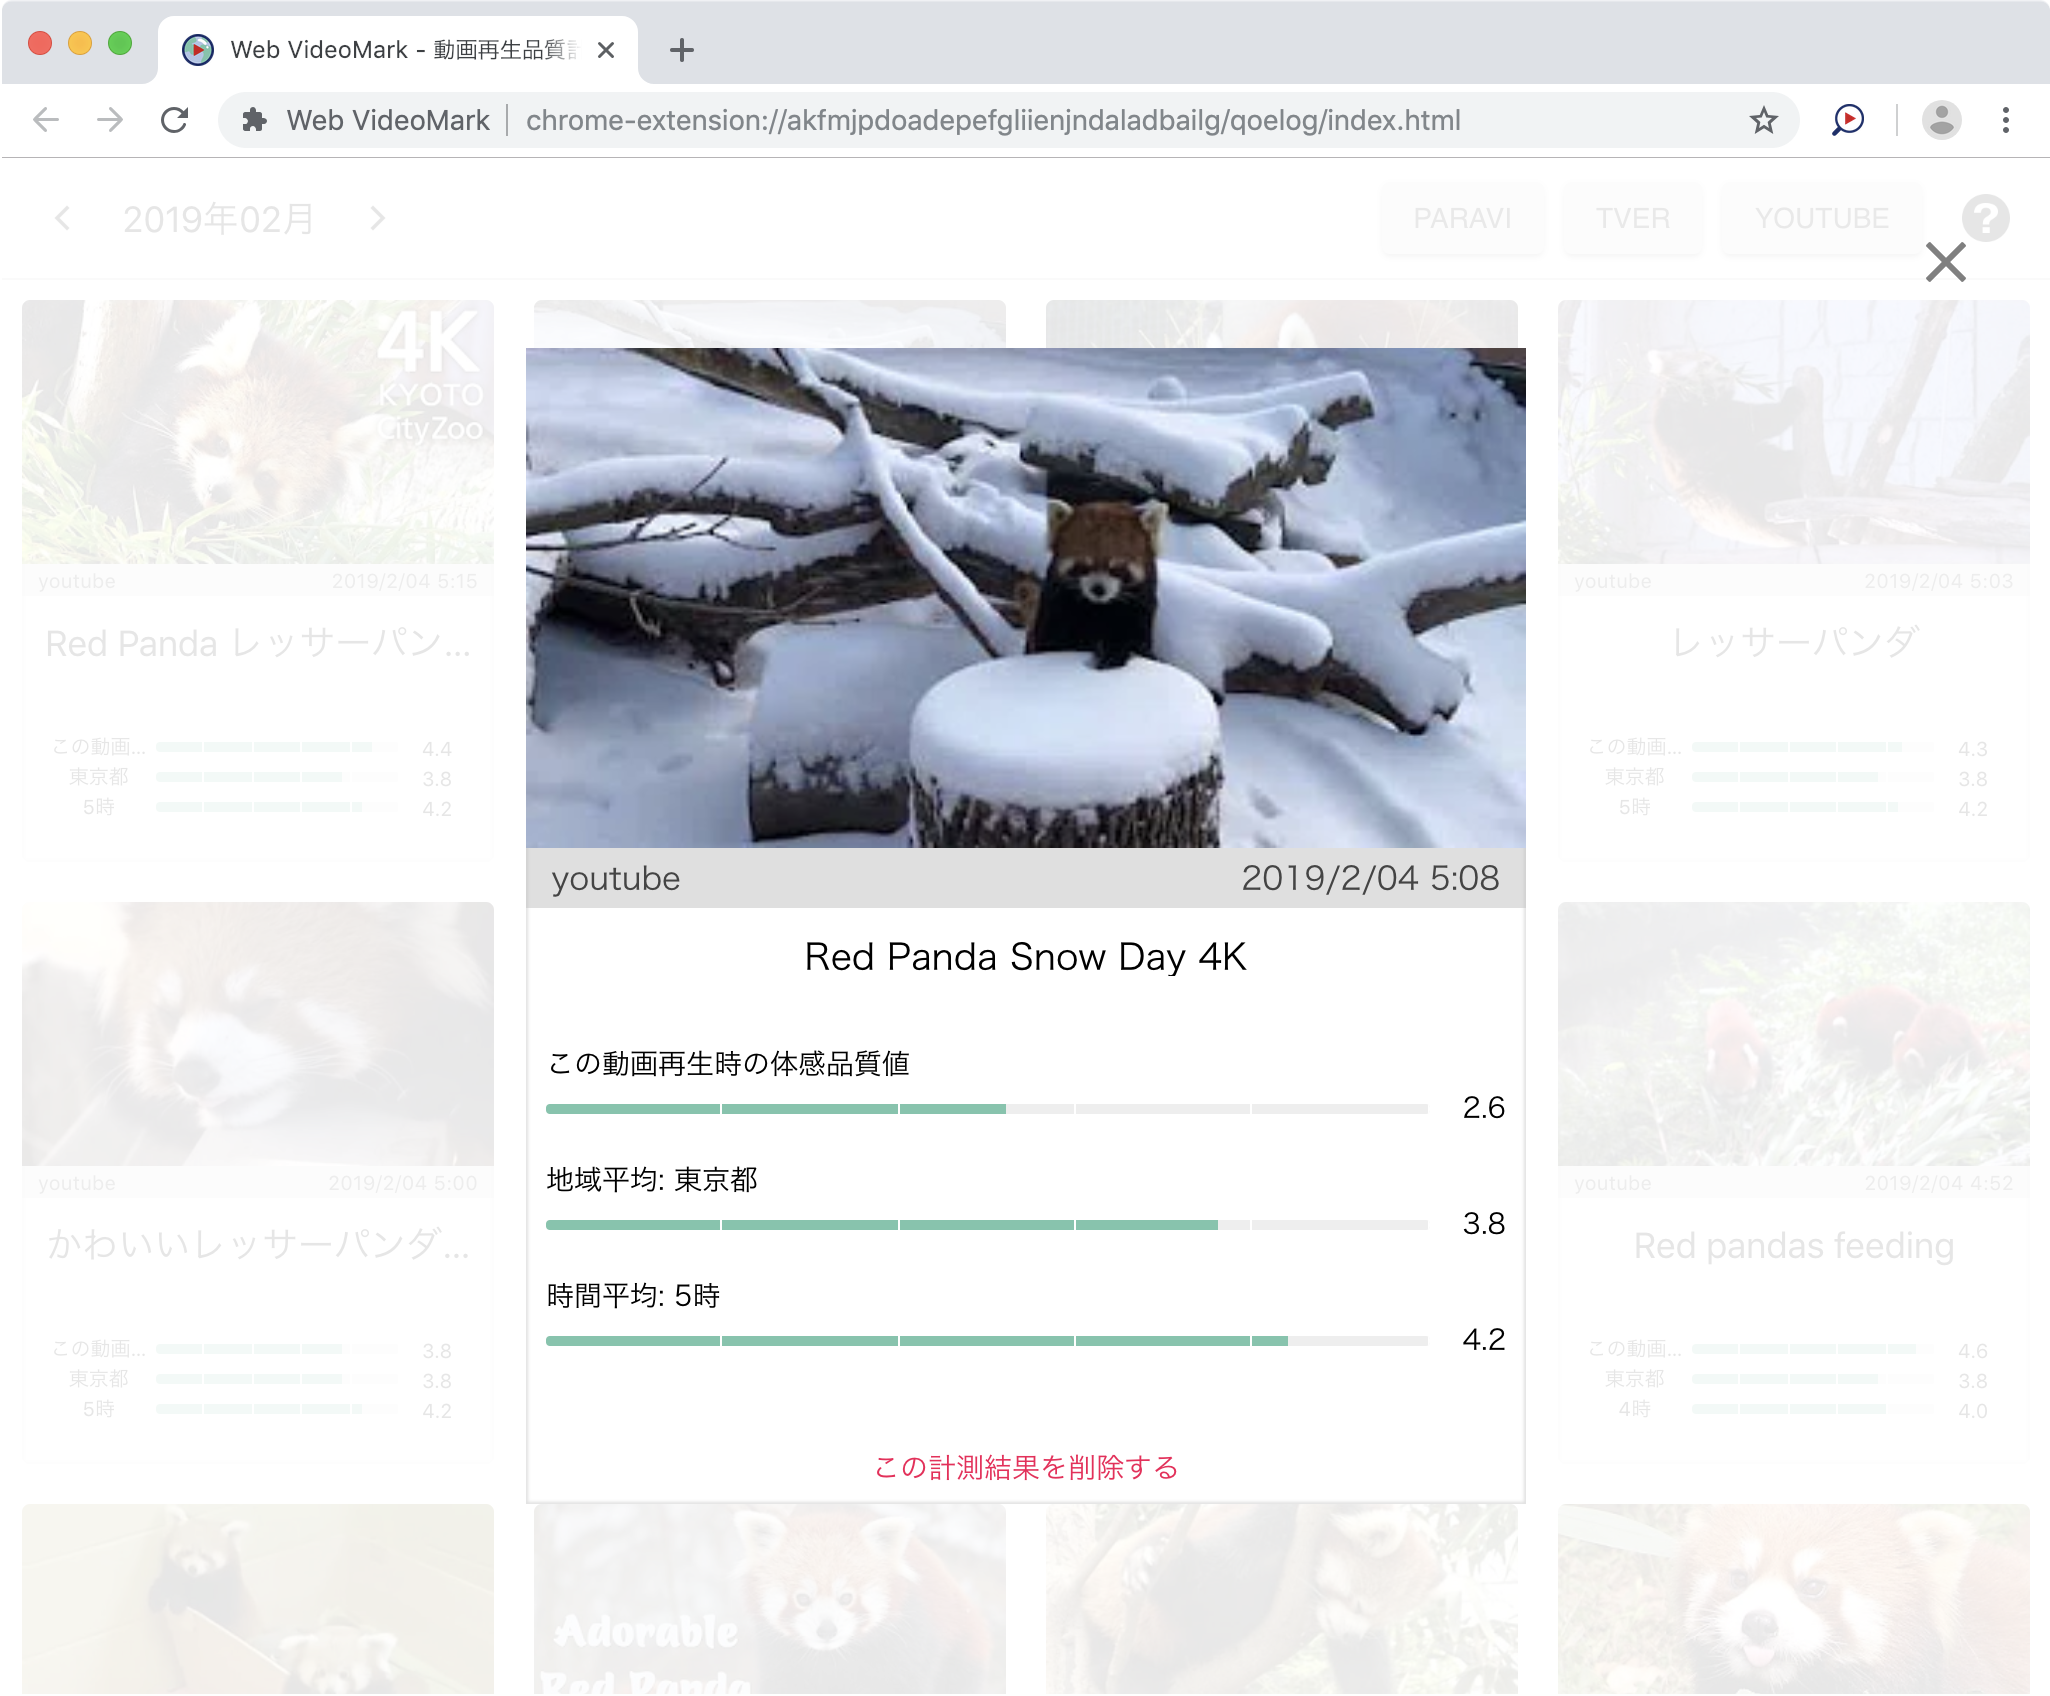 Web VideoMark - 動画再生品質
Web VideoMark
chrome-extension://akfmjpdoadepefgliienjndaladbailg/qoelog/index.html
2019年02月
PARAVI
TVER
YOUTUBE
?
4K
KYOTO
CityZoo
youtube 2019/2/04 5:15
Red Panda レッサーパン...
この動画... 4.4
東京都 3.8
5時 4.2
youtube 2019/2/04 5:08
Red Panda Snow Day 4K
この動画再生時の体感品質値
2.6
地域平均: 東京都
3.8
時間平均: 5時
4.2
この計測結果を削除する
youtube 2019/2/04 5:03
レッサーパンダ
この動画... 4.3
東京都 3.8
5時 4.2
youtube 2019/2/04 5:00
かわいいレッサーパンダ...
この動画... 3.8
東京都 3.8
5時 4.2
youtube 2019/2/04 4:52
Red pandas feeding
この動画... 4.6
東京都 3.8
4時 4.0
Adorable
Red Panda